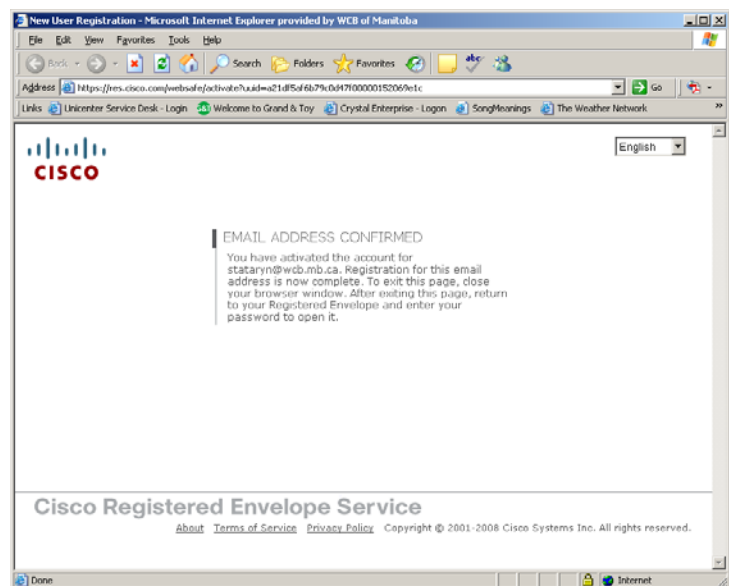 New User Registration - Microsoft Internet Explorer provided by WCB of Manitoba
File Edit View Favorites Tools Help
Back Search Folders Favorites
Address https://res.cisco.com/websafe/activate?uuid=a21df5af6b79c0d47f00000152069e1c Go
Links Unicenter Service Desk - Login Welcome to Grand & Toy Crystal Enterprise - Logon SongMeanings The Weather Network »
English
CISCO
EMAIL ADDRESS CONFIRMED
You have activated the account for
stataryn@wcb.mb.ca. Registration for this email
address is now complete. To exit this page, close
your browser window. After exiting this page, return
to your Registered Envelope and enter your
password to open it.
Cisco Registered Envelope Service
About Terms of Service Privacy Policy Copyright © 2001-2008 Cisco Systems Inc. All rights reserved.
Done Internet